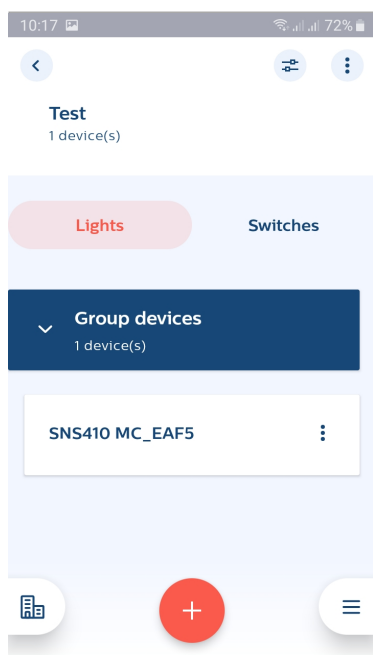 10:17 72%
Test
1 device(s)
Lights Switches
Group devices
1 device(s)
SNS410 MC_EAF5